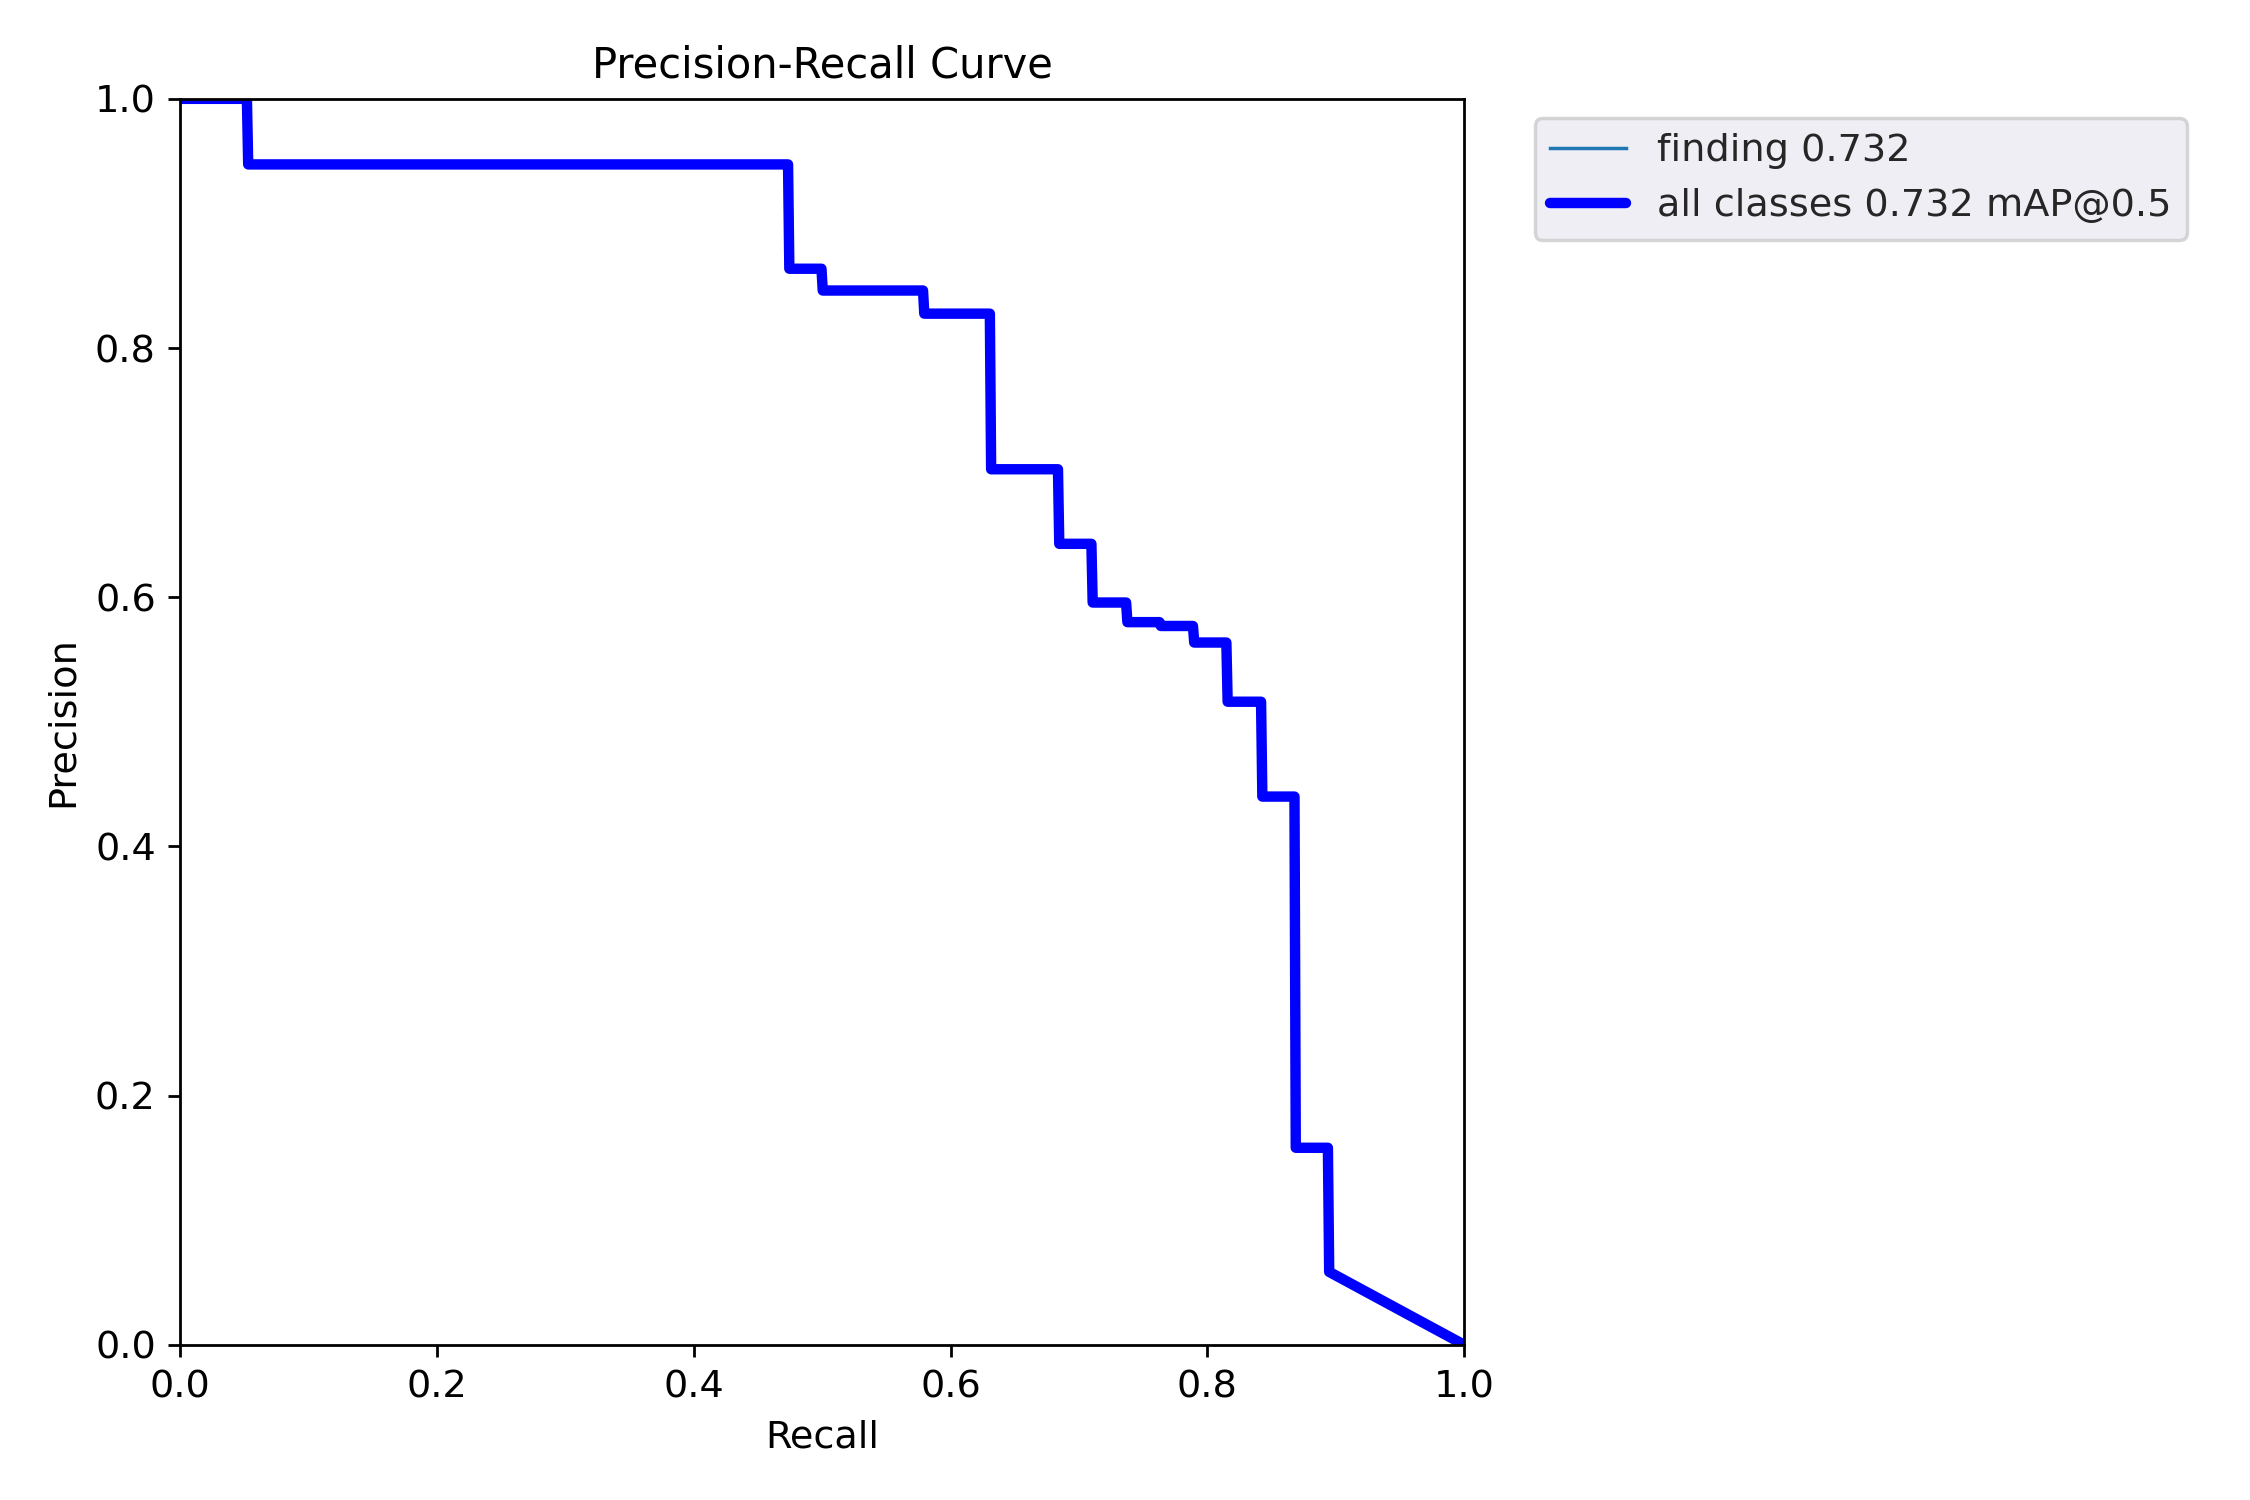 Precision-Recall Curve
finding 0.732
all classes 0.732 mAP@0.5
1.0
0.8
0.6
0.4
0.2
0.0
Precision
0.0 0.2 0.4 0.6 0.8 1.0
Recall